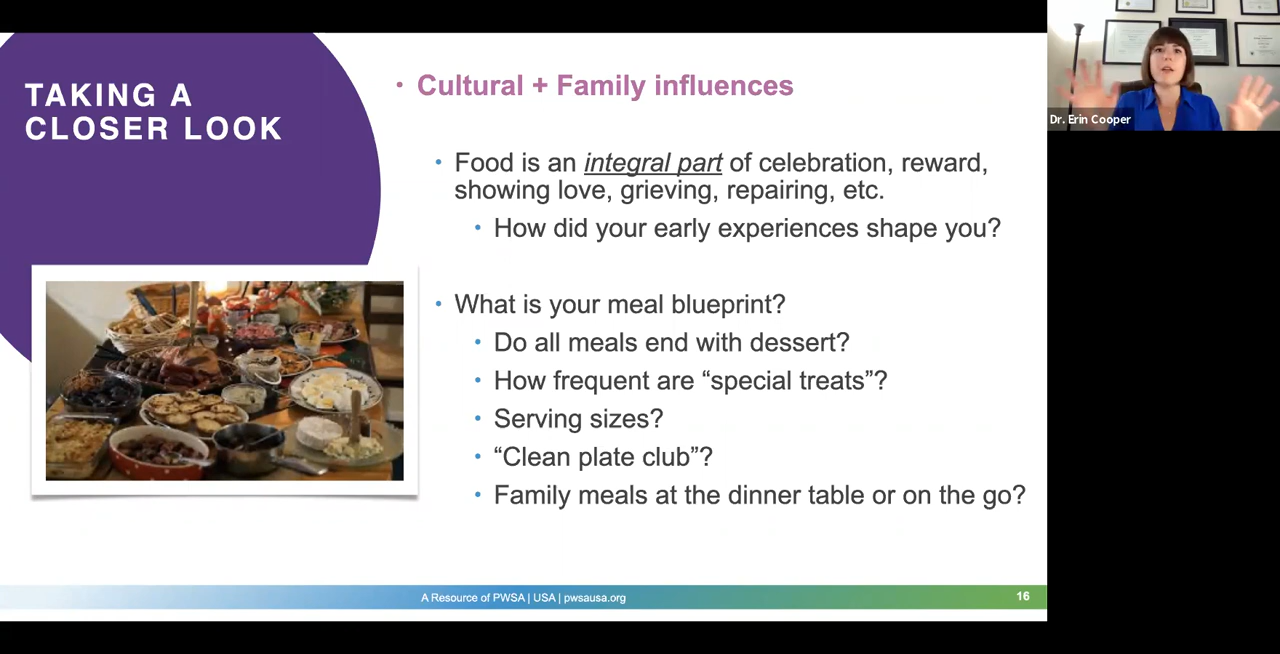 TAKING A
CLOSER LOOK
• Cultural + Family influences
• Food is an integral part of celebration, reward,
showing love, grieving, repairing, etc.
• How did your early experiences shape you?
• What is your meal blueprint?
• Do all meals end with dessert?
• How frequent are “special treats”?
• Serving sizes?
• “Clean plate club”?
• Family meals at the dinner table or on the go?
A Resource of PWSA | USA | pwsausa.org
16
Dr. Erin Cooper